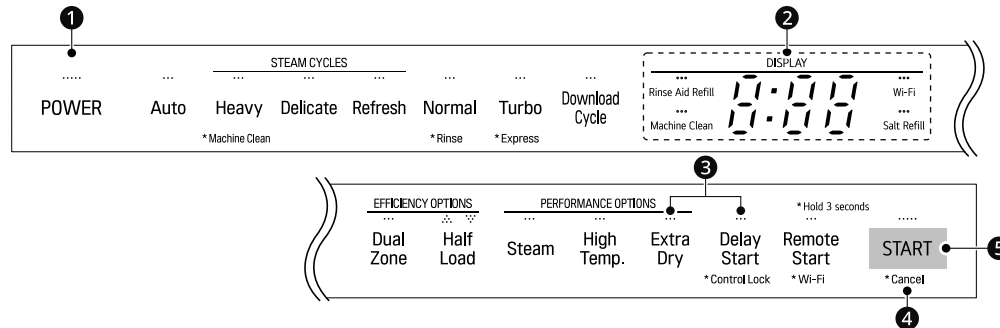 1
2
STEAM CYCLES
DISPLAY
POWER
Auto
Heavy
Delicate
Refresh
Normal
Turbo
Download
Cycle
Rinse Aid Refill
8:88
Wi-Fi
* Machine Clean
* Rinse
* Express
Machine Clean
Salt Refill
3
EFFICIENCY OPTIONS
PERFORMANCE OPTIONS
* Hold 3 seconds
Dual
Zone
Half
Load
Steam
High
Temp.
Extra
Dry
Delay
Start
Remote
Start
START
5
* Control Lock
* Wi-Fi
* Cancel
4